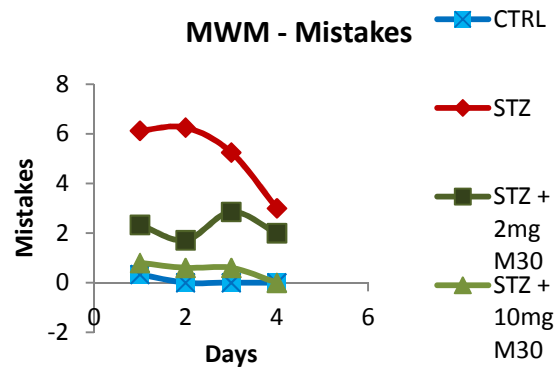 MWM - Mistakes
CTRL
STZ
STZ +
2mg
M30
STZ +
10mg
M30
8
6
4
2
0
-2
0
2
4
6
Mistakes
Days